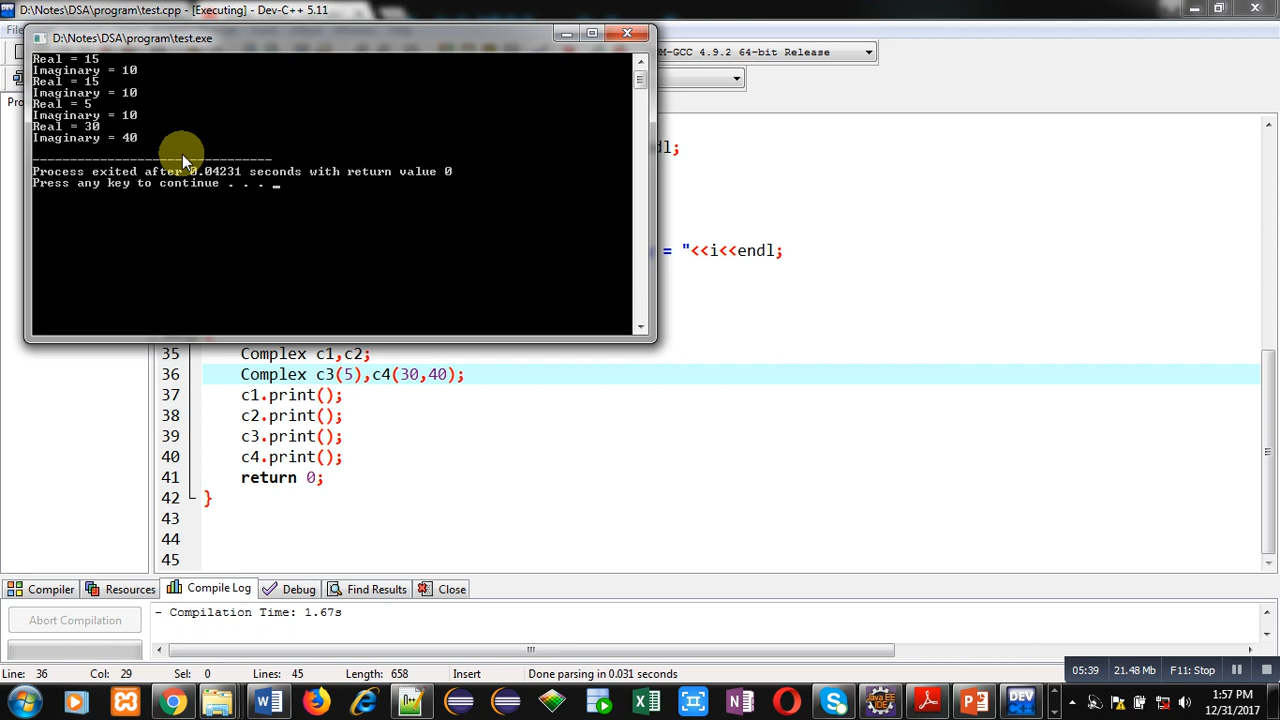 D:\Notes\DSA\program\test.cpp - [Executing] - Dev-C++ 5.11
D:\Notes\DSA\program\test.exe
Real = 15
Imaginary = 10
Real = 15
Imaginary = 10
Real = 5
Imaginary = 10
Real = 30
Imaginary = 40
--------------------------------
Process exited after 0.04231 seconds with return value 0
Press any key to continue . . . _
M-GCC 4.9.2 64-bit Release
dl;
= "<<i<<endl;
35 Complex c1,c2;
36 Complex c3(5),c4(30,40);
37 c1.print();
38 c2.print();
39 c3.print();
40 c4.print();
41 return 0;
42 }
43
44
45
Compiler Resources Compile Log Debug Find Results Close
Abort Compilation
- Compilation Time: 1.67s
Line: 36 Col: 29 Sel: 0 Lines: 45 Length: 658 Insert Done parsing in 0.031 seconds
05:39 21.48 Mb F11: Stop
1:57 PM
12/31/2017